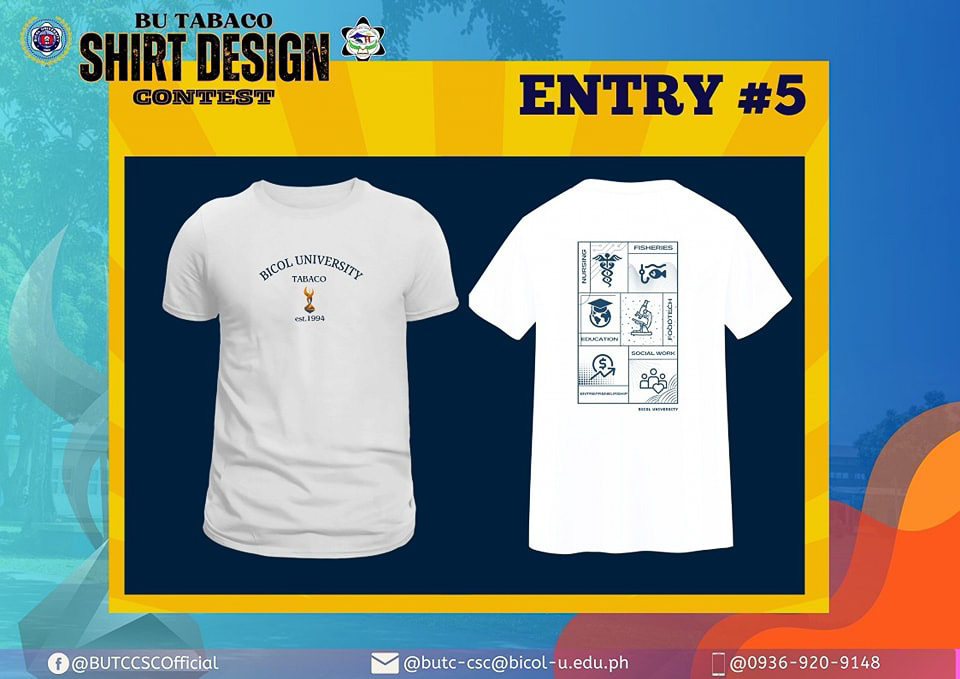 BU TABACO
SHIRT DESIGN
CONTEST
ENTRY #5
BICOL UNIVERSITY
TABACO
est.1994
NURSING
FISHERIES
EDUCATION
FOODTECH
ENTREPRENEURSHIP
SOCIAL WORK
BICOL UNIVERSITY
@BUTCCSCOfficial
@butc-csc@bicol-u.edu.ph
@0936-920-9148